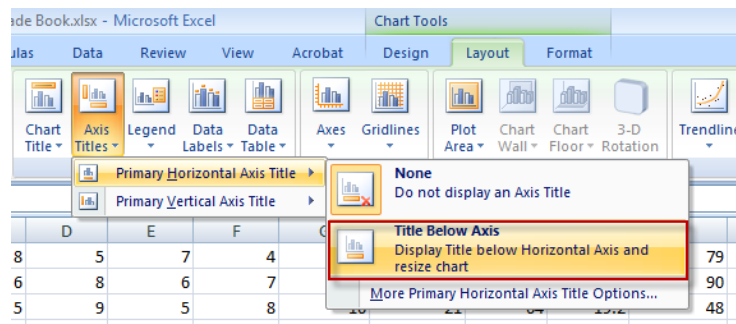 ade Book.xlsx - Microsoft Excel Chart Tools
ulas Data Review View Acrobat Design Layout Format
Chart Title Axis Titles Legend Data Labels Data Table Axes Gridlines Plot Area Chart Wall Chart Floor 3-D Rotation Trendline
Primary Horizontal Axis Title
Primary Vertical Axis Title
None
Do not display an Axis Title
Title Below Axis
Display Title below Horizontal Axis and
resize chart
More Primary Horizontal Axis Title Options...
D E F
8 5 7 4 79
6 8 6 7 90
5 9 5 8 48